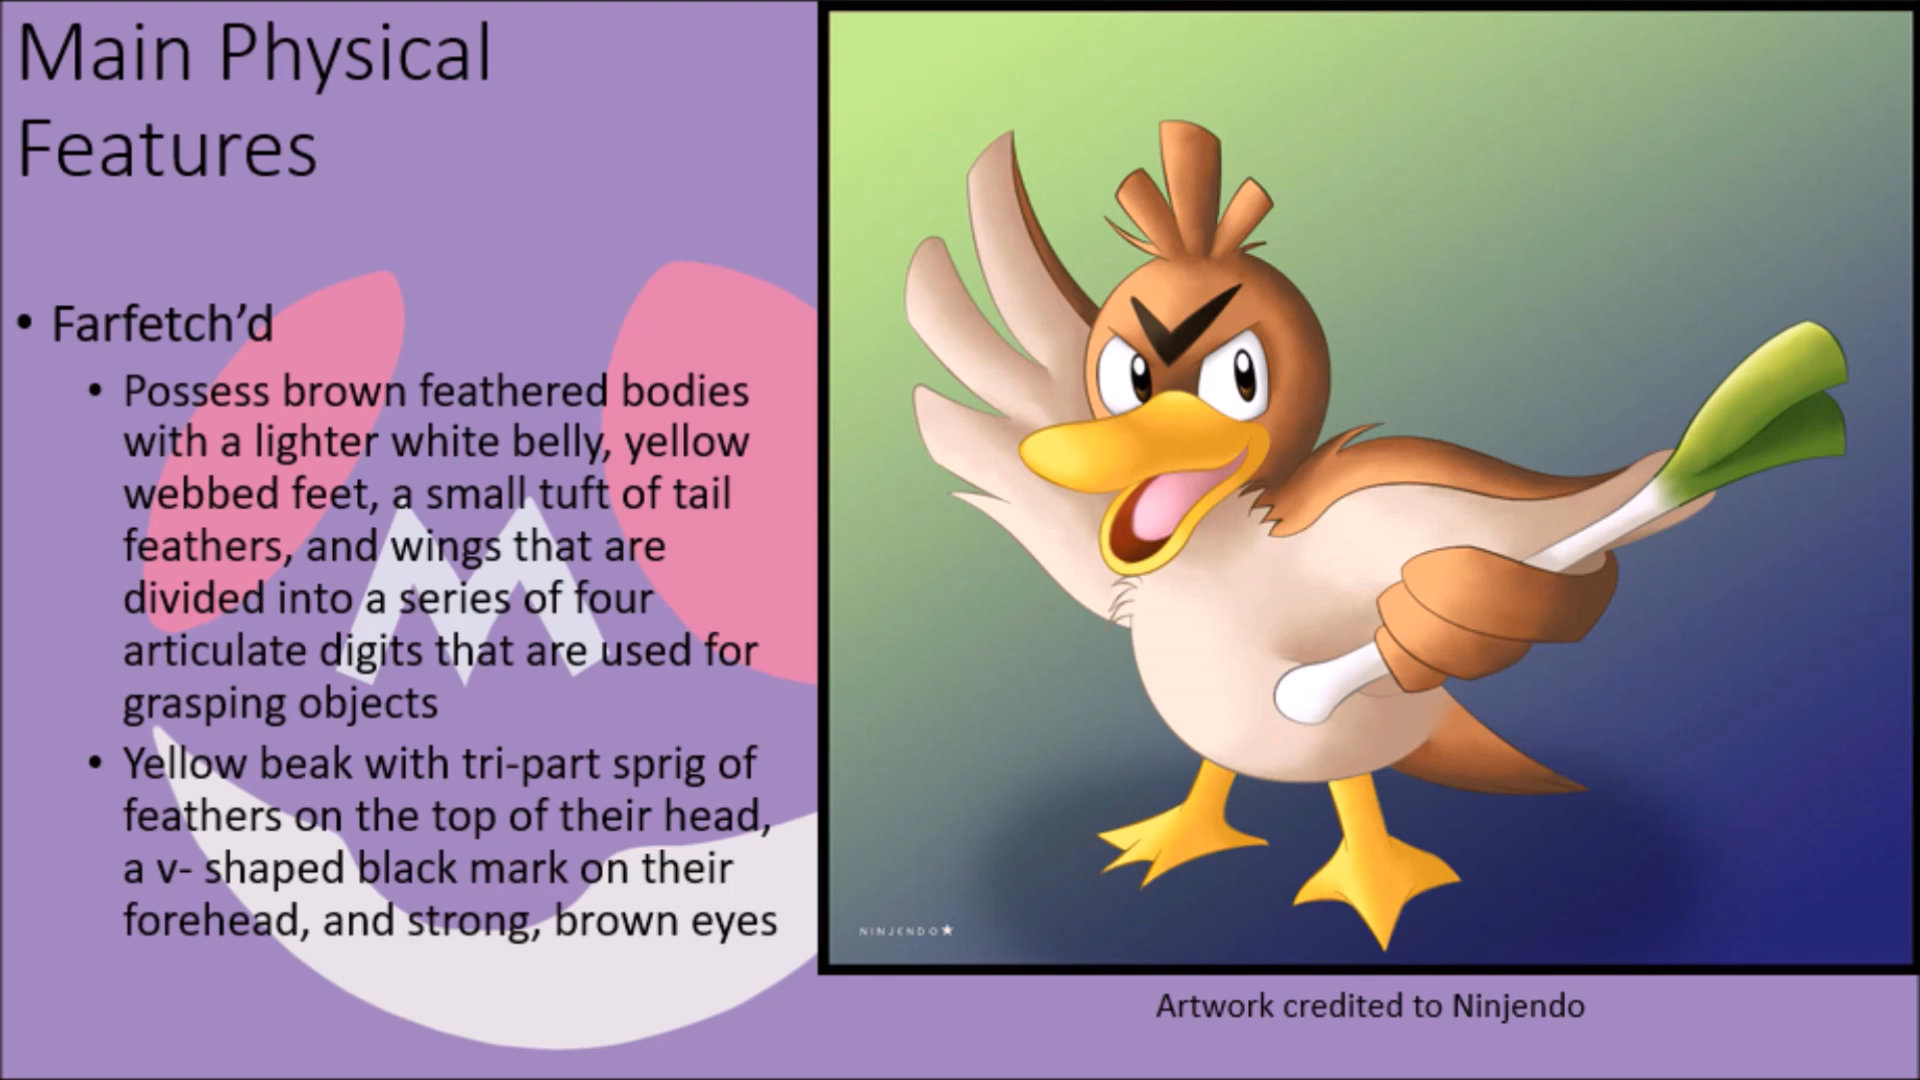 Main Physical
Features
• Farfetch’d
• Possess brown feathered bodies
with a lighter white belly, yellow
webbed feet, a small tuft of tail
feathers, and wings that are
divided into a series of four
articulate digits that are used for
grasping objects
• Yellow beak with tri-part sprig of
feathers on the top of their head,
a v- shaped black mark on their
forehead, and strong, brown eyes
M
NINJENDO★
Artwork credited to Ninjendo